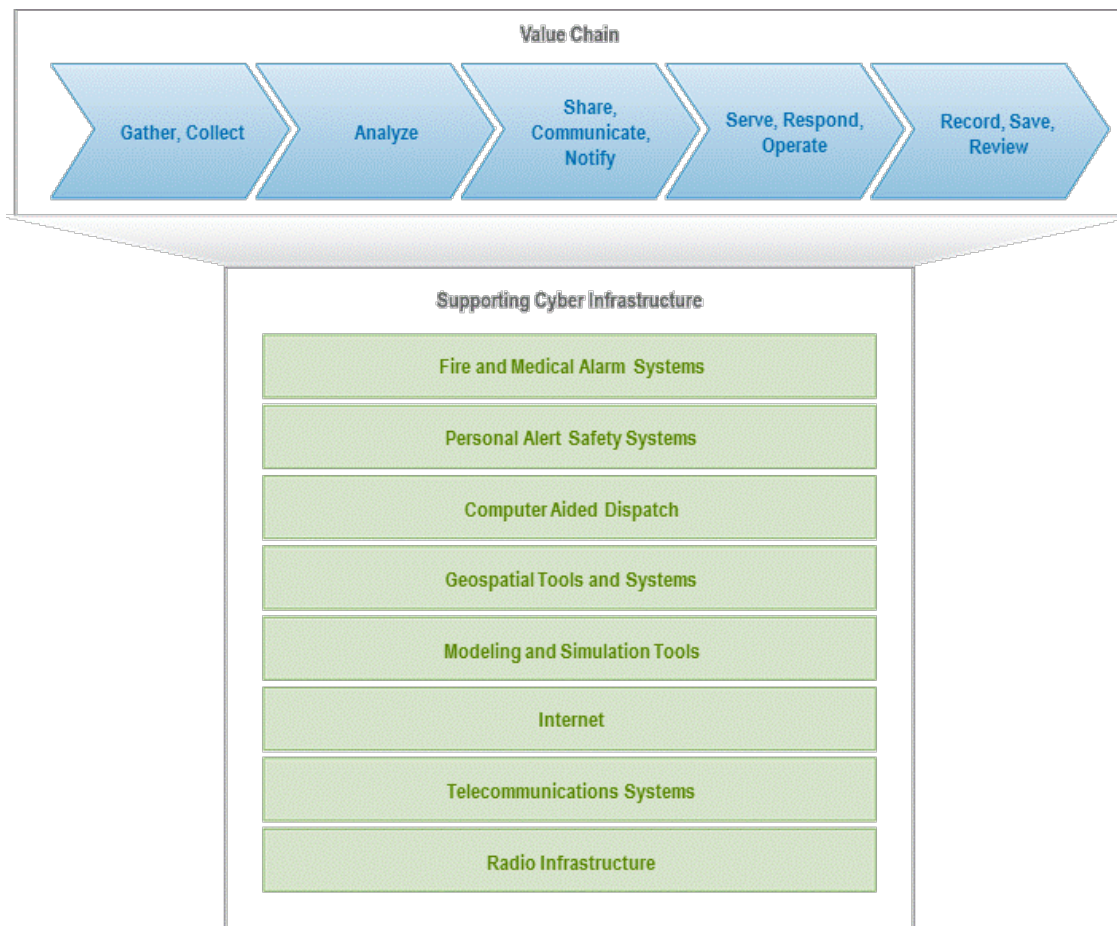 Value Chain
Gather, Collect
Analyze
Share,
Communicate,
Notify
Serve, Respond,
Operate
Record, Save,
Review
Supporting Cyber Infrastructure
Fire and Medical Alarm Systems
Personal Alert Safety Systems
Computer Aided Dispatch
Geospatial Tools and Systems
Modeling and Simulation Tools
Internet
Telecommunications Systems
Radio Infrastructure